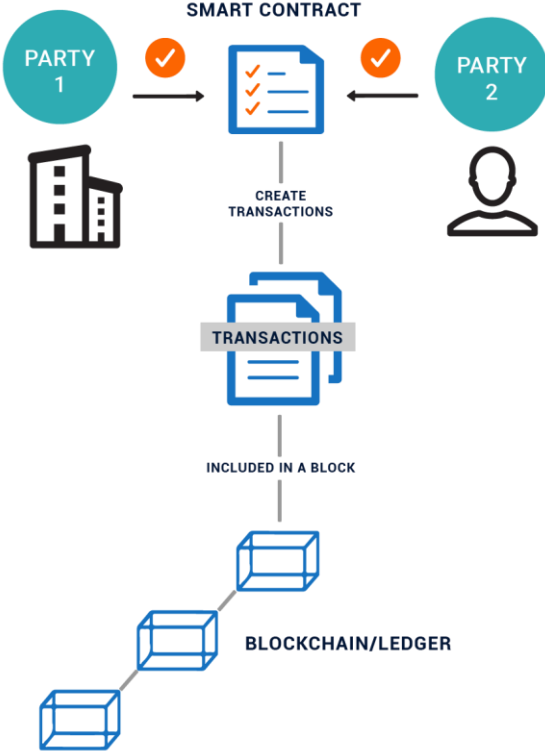 SMART CONTRACT
PARTY
1
PARTY
2
CREATE
TRANSACTIONS
TRANSACTIONS
INCLUDED IN A BLOCK
BLOCKCHAIN/LEDGER